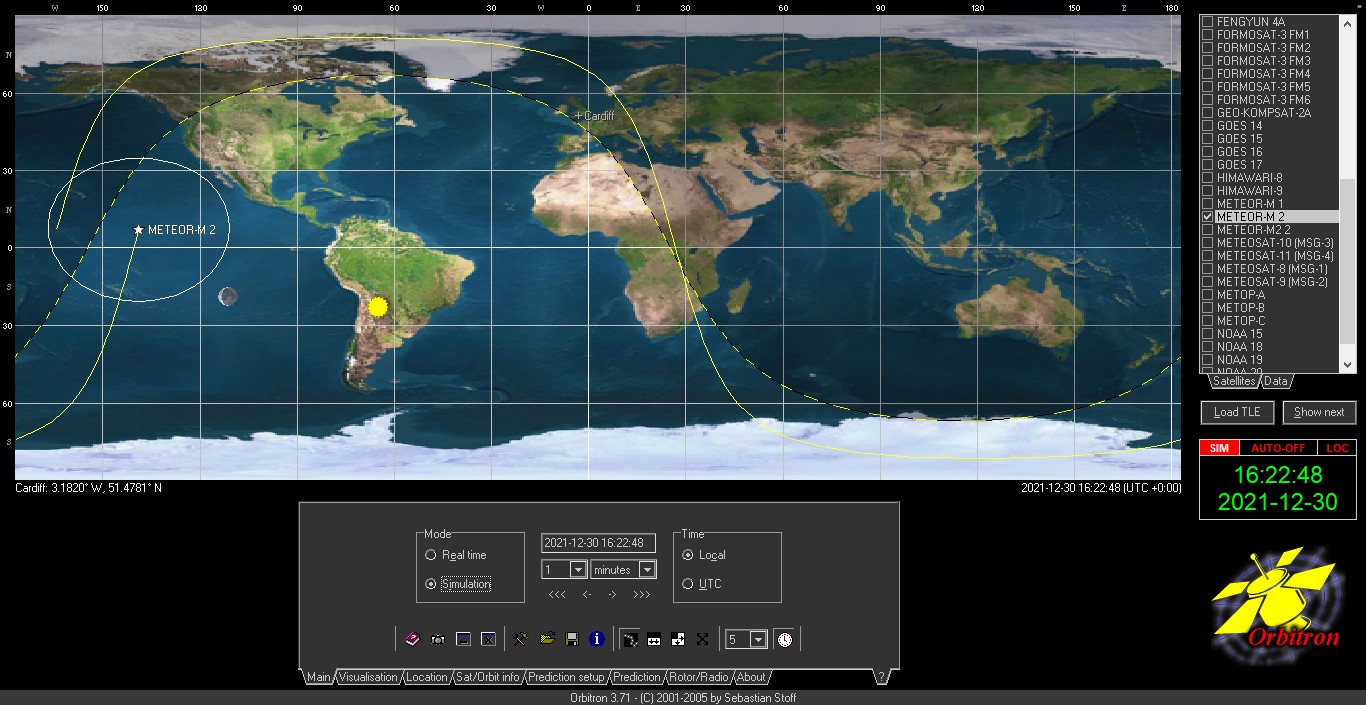 W 150 120 90 60 30 W 0 E 30 60 90 120 150 E 180
N
60
30
N
0
S
30
60
S
+ Cardiff
METEOR-M 2
Cardiff: 3.1820° W, 51.4781° N
2021-12-30 16:22:48 (UTC +0:00)
FENGYUN 4A
FORMOSAT-3 FM1
FORMOSAT-3 FM2
FORMOSAT-3 FM3
FORMOSAT-3 FM4
FORMOSAT-3 FM5
FORMOSAT-3 FM6
GEO-KOMPSAT-2A
GOES 14
GOES 15
GOES 16
GOES 17
HIMAWARI-8
HIMAWARI-9
METEOR-M 1
METEOR-M 2
METEOR-M2 2
METEOSAT-10 (MSG-3)
METEOSAT-11 (MSG-4)
METEOSAT-8 (MSG-1)
METEOSAT-9 (MSG-2)
METOP-A
METOP-B
METOP-C
NOAA 15
NOAA 18
NOAA 19
NOAA 20
Satellites Data
Load TLE Show next
SIM AUTO-OFF LOC
16:22:48
2021-12-30
Orbitron
Mode
Real time
Simulation
2021-12-30 16:22:48
1 minutes
<<< <- -> >>>
Time
Local
UTC
5
Main Visualisation Location Sat/Orbit info Prediction setup Prediction Rotor/Radio About ?
Orbitron 3.71 - (C) 2001-2005 by Sebastian Stoff